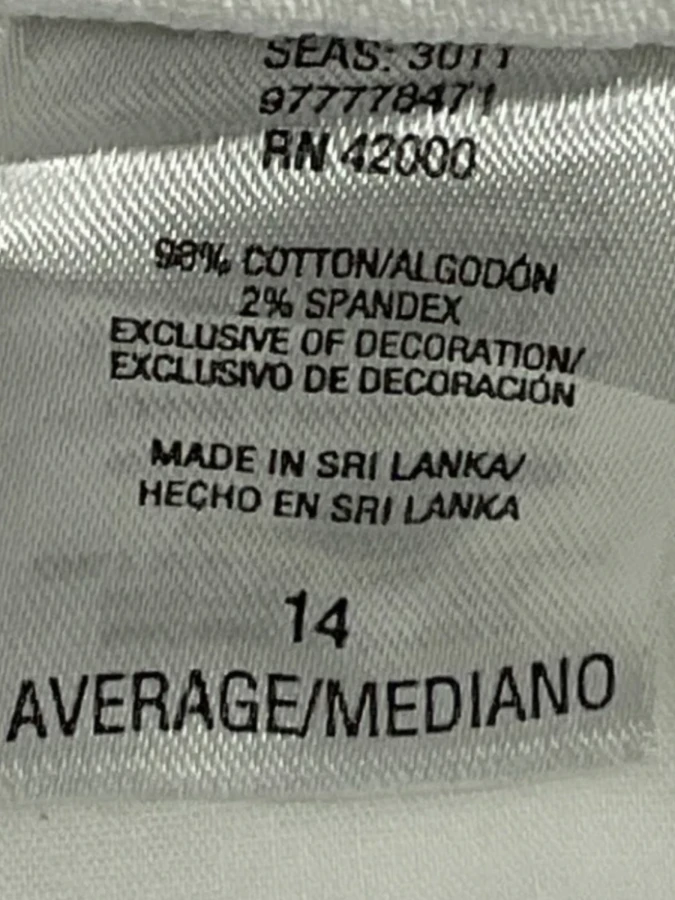 SEAS: 3011
977778471
RN 42000
98% COTTON/ALGODÓN
2% SPANDEX
EXCLUSIVE OF DECORATION/
EXCLUSIVO DE DECORACIÓN
MADE IN SRI LANKA/
HECHO EN SRI LANKA
14
AVERAGE/MEDIANO